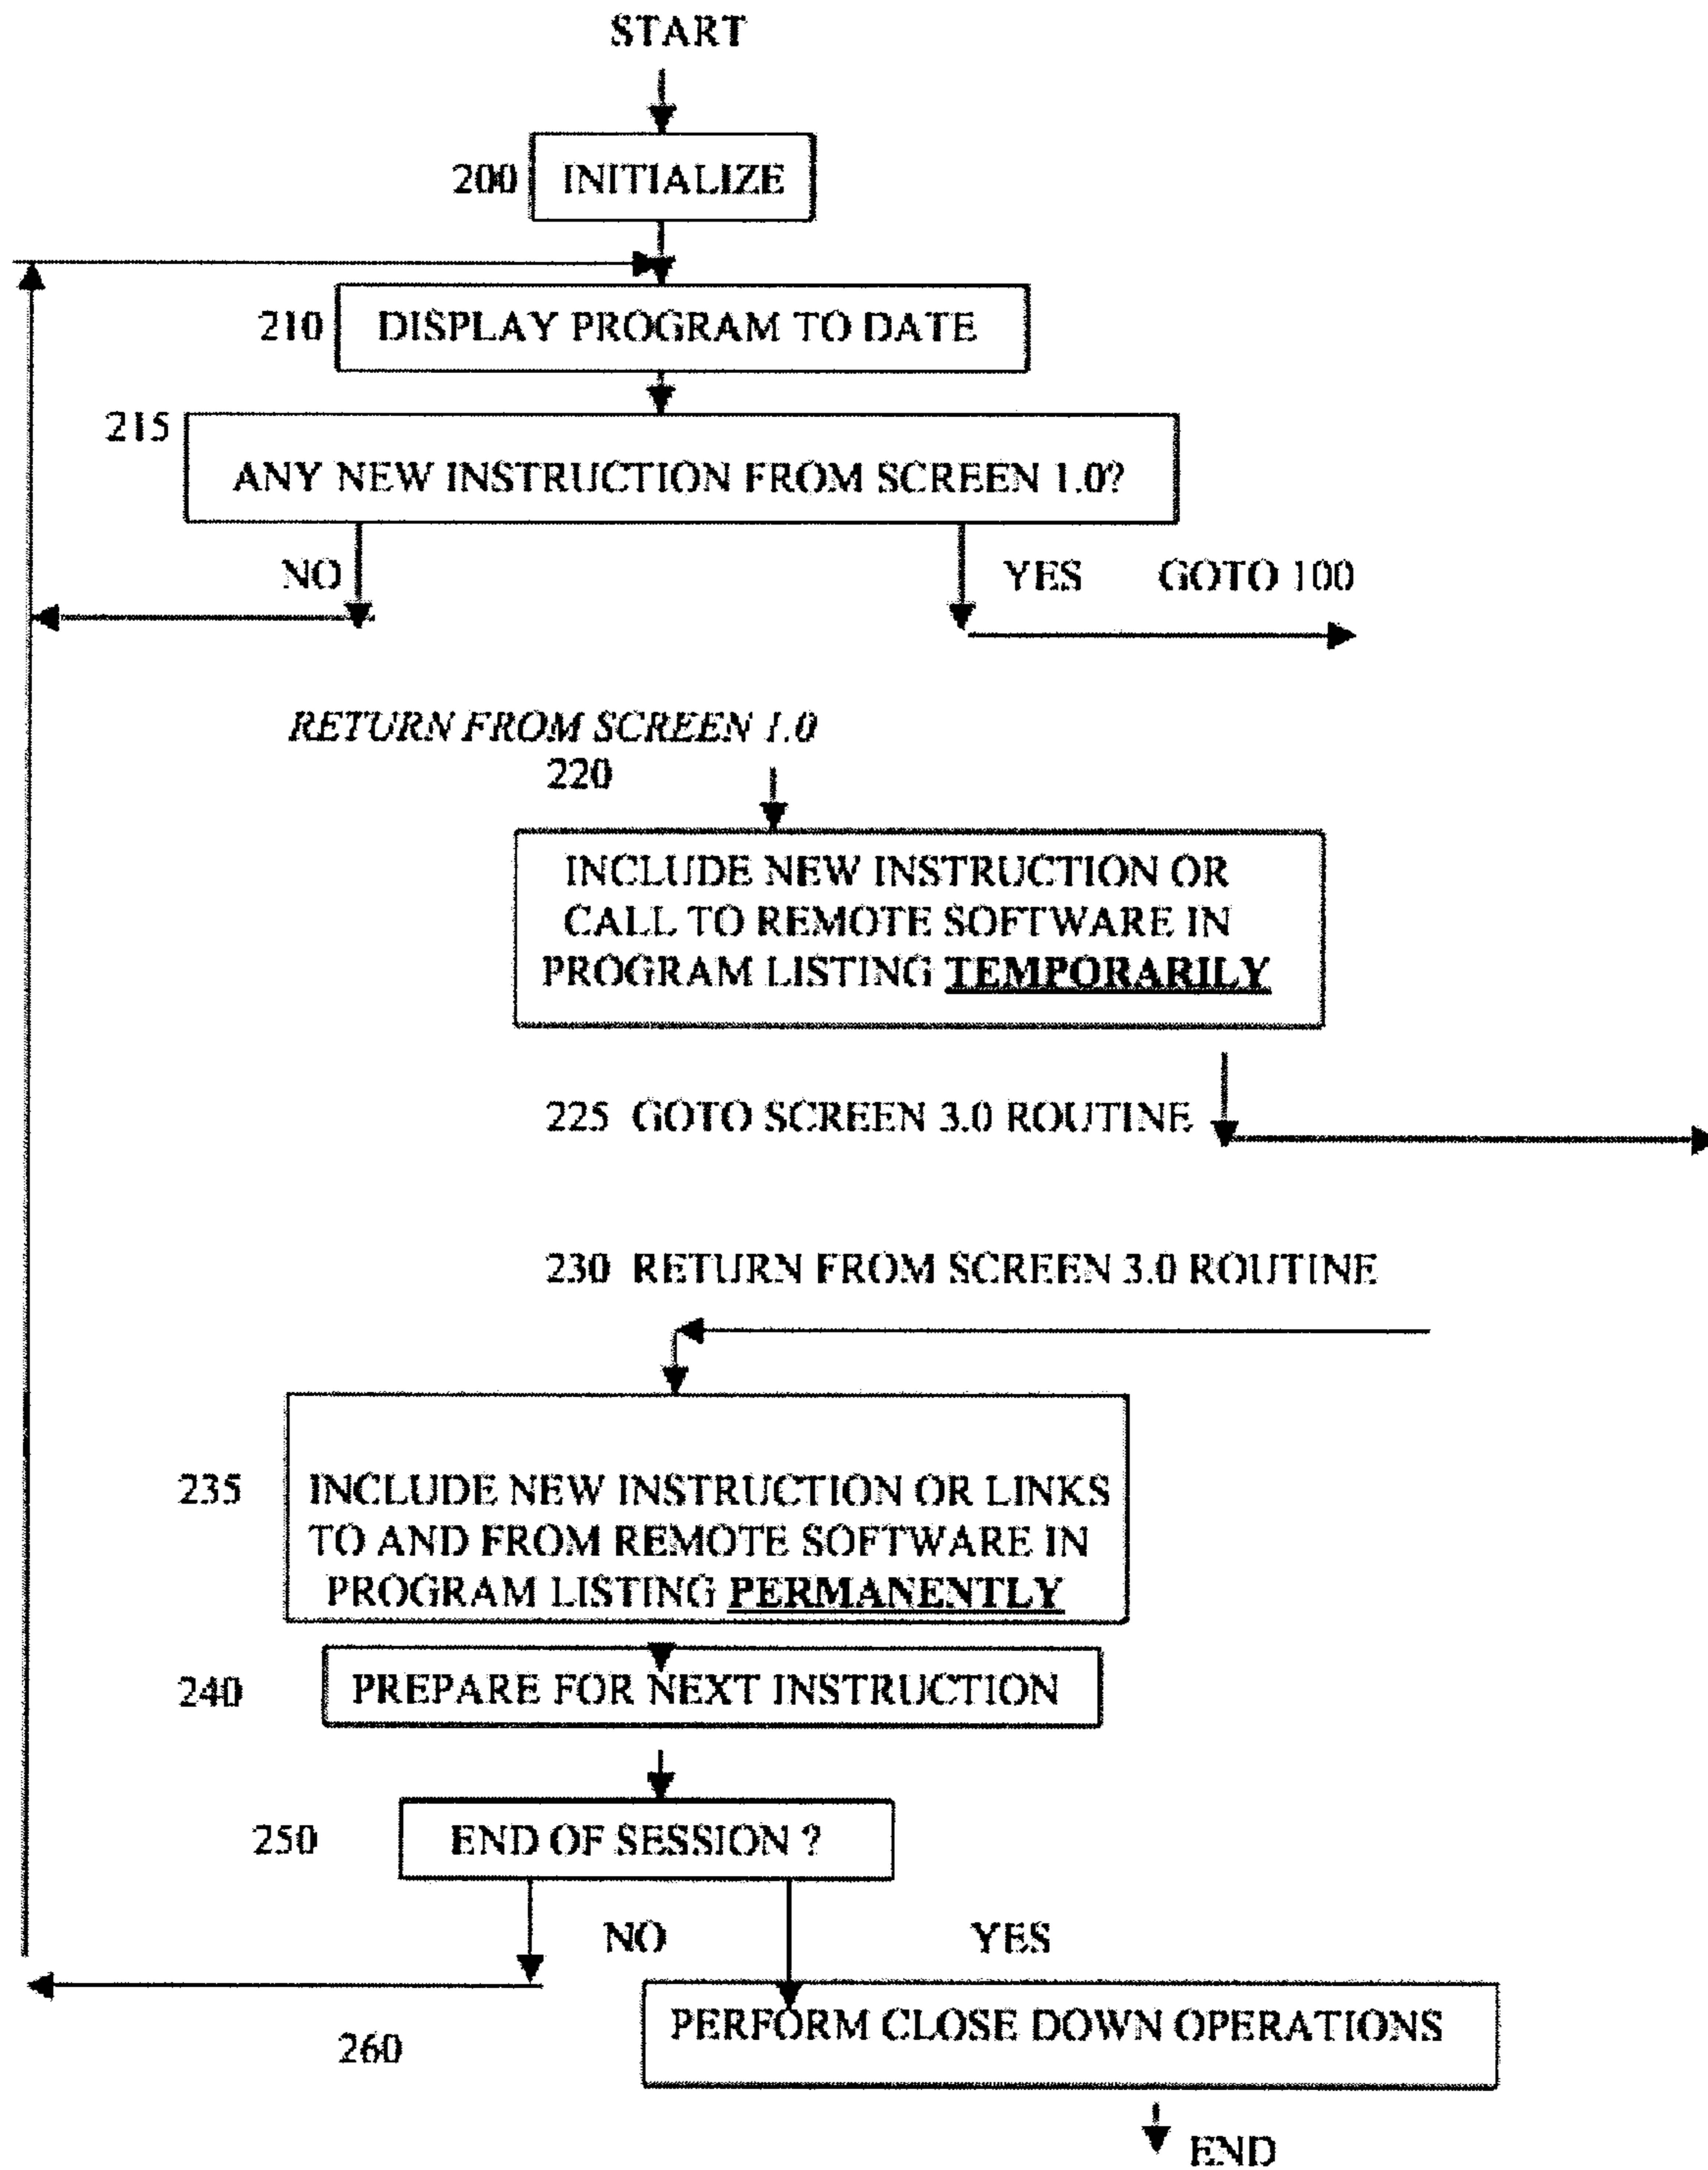 START
200 INITIALIZE
210 DISPLAY PROGRAM TO DATE
215
ANY NEW INSTRUCTION FROM SCREEN 1.0?
NO YES GOTO 100
RETURN FROM SCREEN 1.0
220
INCLUDE NEW INSTRUCTION OR
CALL TO REMOTE SOFTWARE IN
PROGRAM LISTING TEMPORARILY
225 GOTO SCREEN 3.0 ROUTINE
230 RETURN FROM SCREEN 3.0 ROUTINE
235 INCLUDE NEW INSTRUCTION OR LINKS
TO AND FROM REMOTE SOFTWARE IN
PROGRAM LISTING PERMANENTLY
240 PREPARE FOR NEXT INSTRUCTION
250 END OF SESSION ?
NO YES
PERFORM CLOSE DOWN OPERATIONS
260
END